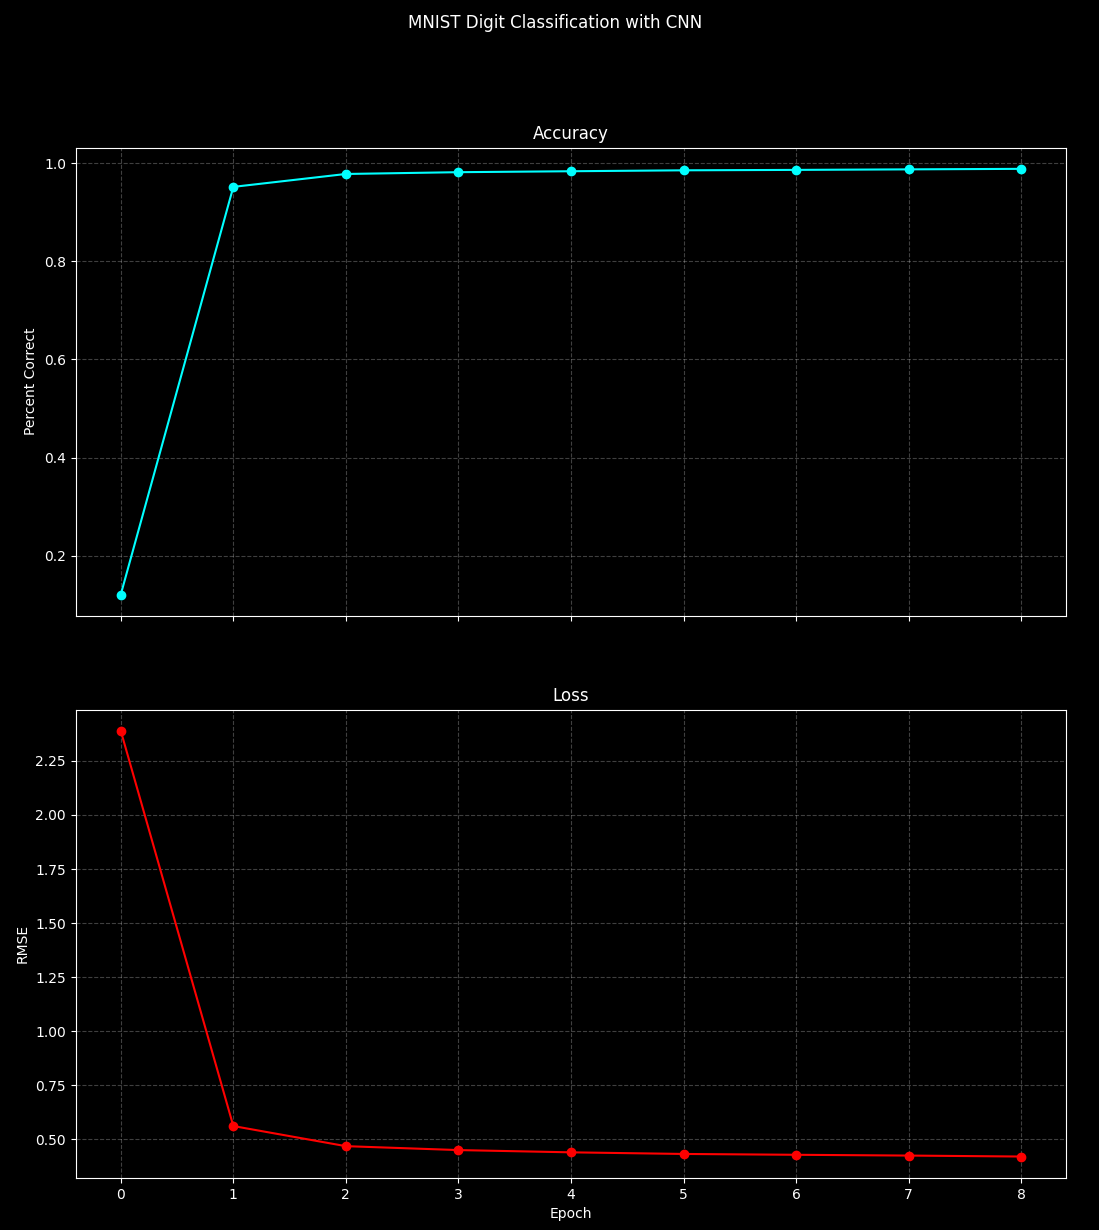 MNIST Digit Classification with CNN
Accuracy
1.0
0.8
0.6
0.4
0.2
Percent Correct
Loss
2.25
2.00
1.75
1.50
1.25
1.00
0.75
0.50
RMSE
0 1 2 3 4 5 6 7 8
Epoch